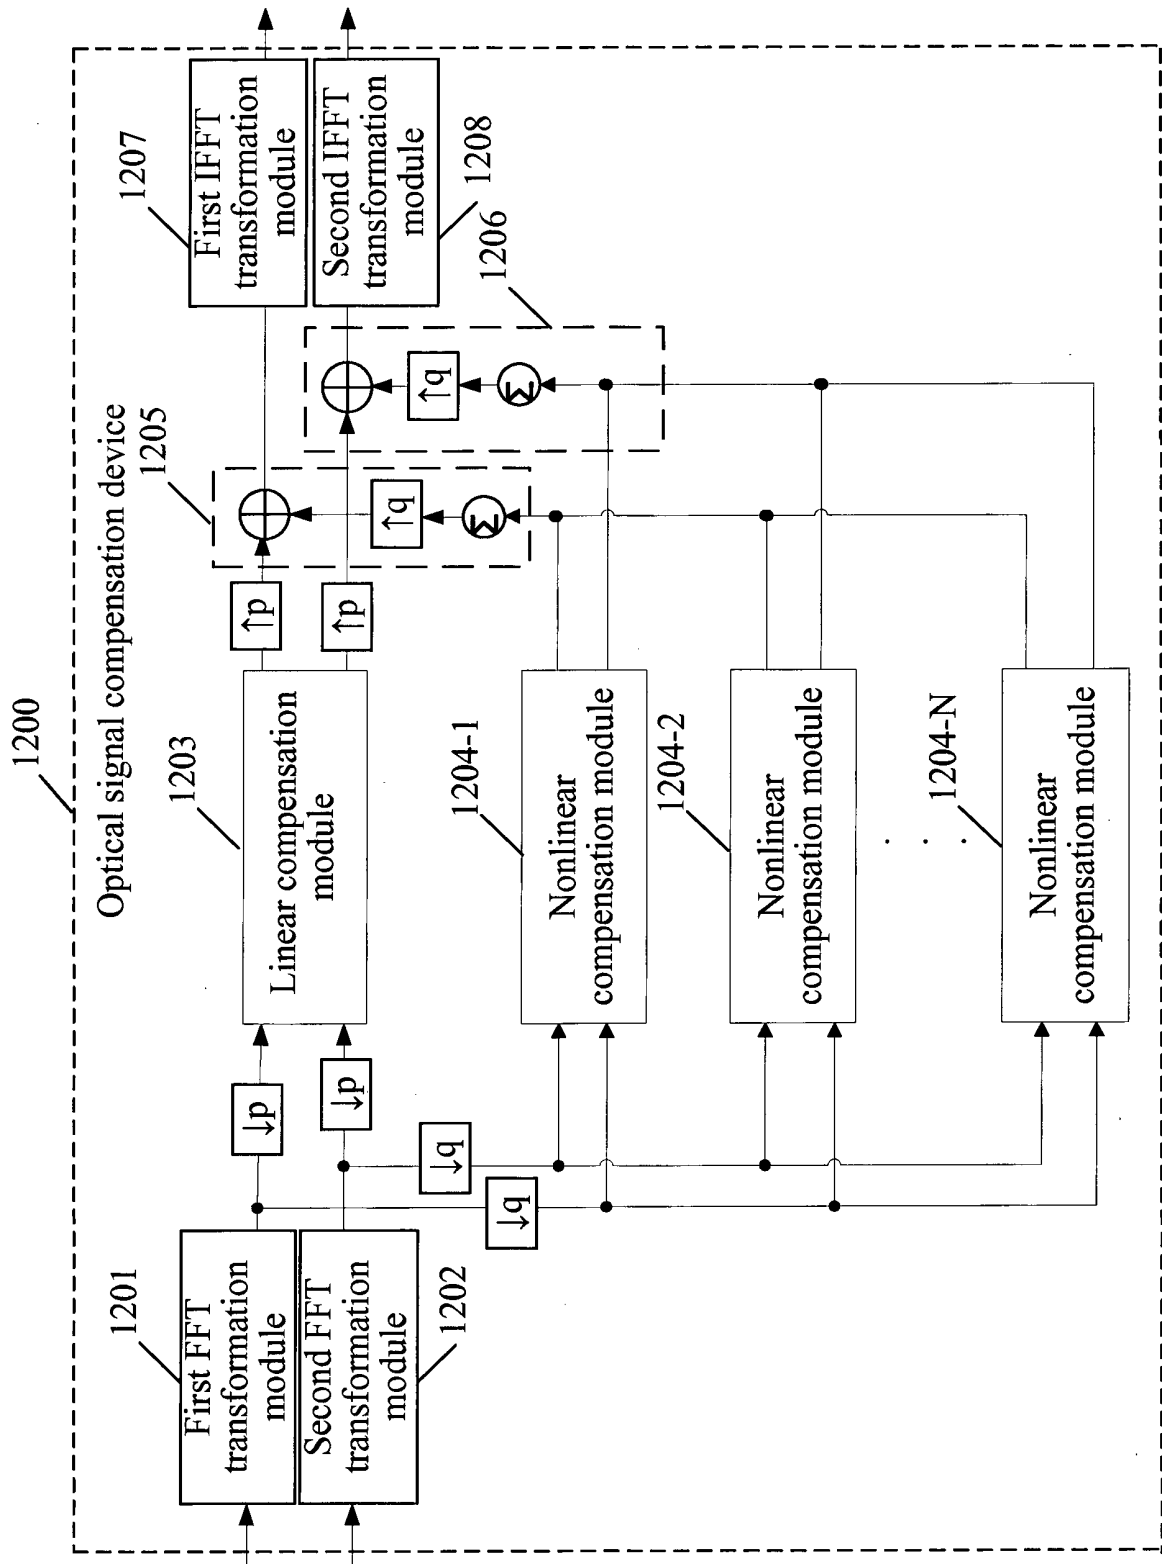 1200
Optical signal compensation device
1201
First FFT
transformation
module
Second FFT
transformation
module
1202
↓p
↓p
↓q
↓q
1203
Linear compensation
module
↑p
↑p
1204-1
Nonlinear
compensation module
1204-2
Nonlinear
compensation module
. . .
1204-N
Nonlinear
compensation module
1205
↑q
Σ
1206
↑q
Σ
1207
First IFFT
transformation
module
Second IFFT
transformation
module
1208